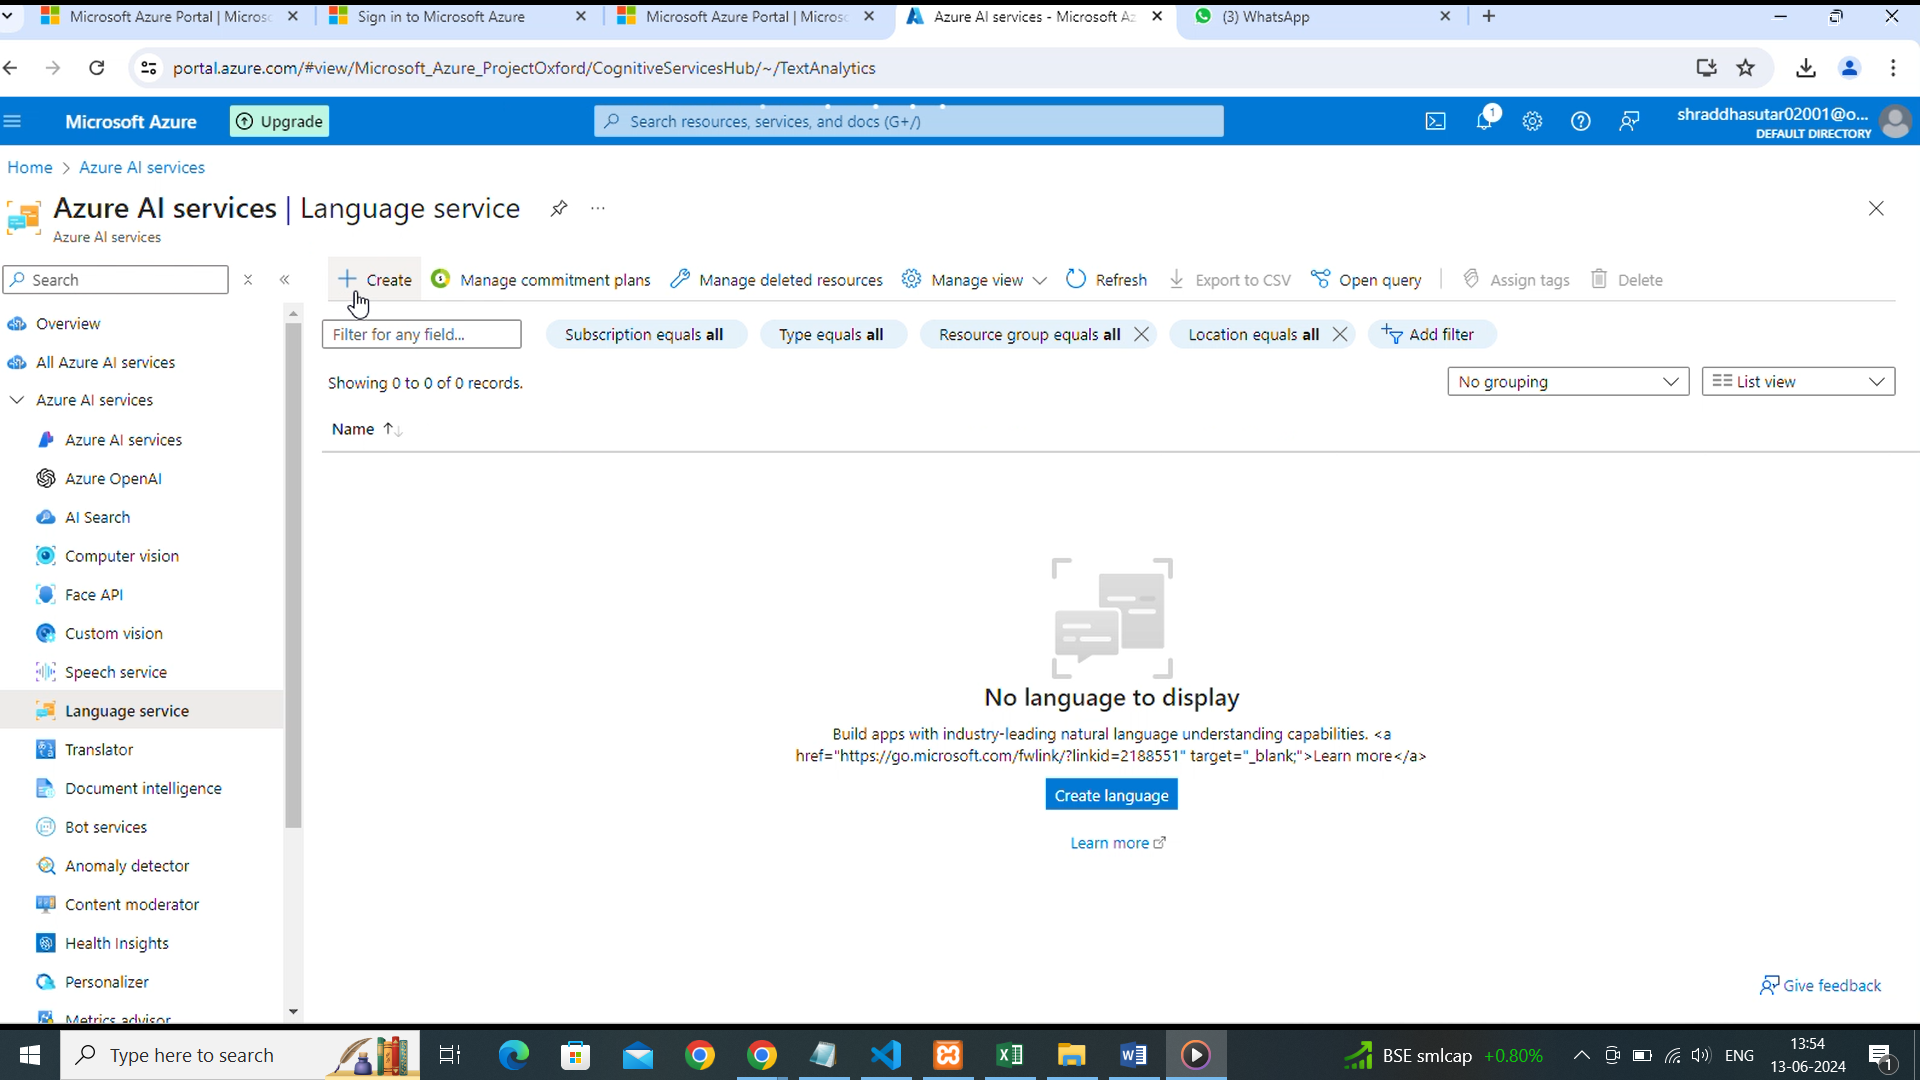 Microsoft Azure Portal | Micros
Sign in to Microsoft Azure
Microsoft Azure Portal | Micros
Azure AI services - Microsoft Az
(3) WhatsApp
portal.azure.com/#view/Microsoft_Azure_ProjectOxford/CognitiveServicesHub/~/TextAnalytics
Microsoft Azure
Upgrade
Search resources, services, and docs (G+/)
1
shraddhasutar02001@o...
DEFAULT DIRECTORY
Home > Azure AI services
Azure AI services | Language service
Azure AI services
Search
Create
Manage commitment plans
Manage deleted resources
Manage view
Refresh
Export to CSV
Open query
Assign tags
Delete
Filter for any field...
Subscription equals all
Type equals all
Resource group equals all
Location equals all
Add filter
Showing 0 to 0 of 0 records.
No grouping
List view
Name
Overview
All Azure AI services
Azure AI services
Azure AI services
Azure OpenAI
AI Search
Computer vision
Face API
Custom vision
Speech service
Language service
Translator
Document intelligence
Bot services
Anomaly detector
Content moderator
Health Insights
Personalizer
Metrics advisor
No language to display
Build apps with industry-leading natural language understanding capabilities. <a
href="https://go.microsoft.com/fwlink/?linkid=2188551" target="_blank;">Learn more</a>
Create language
Learn more
Give feedback
Type here to search
BSE smlcap +0.80%
ENG
13:54
13-06-2024
1